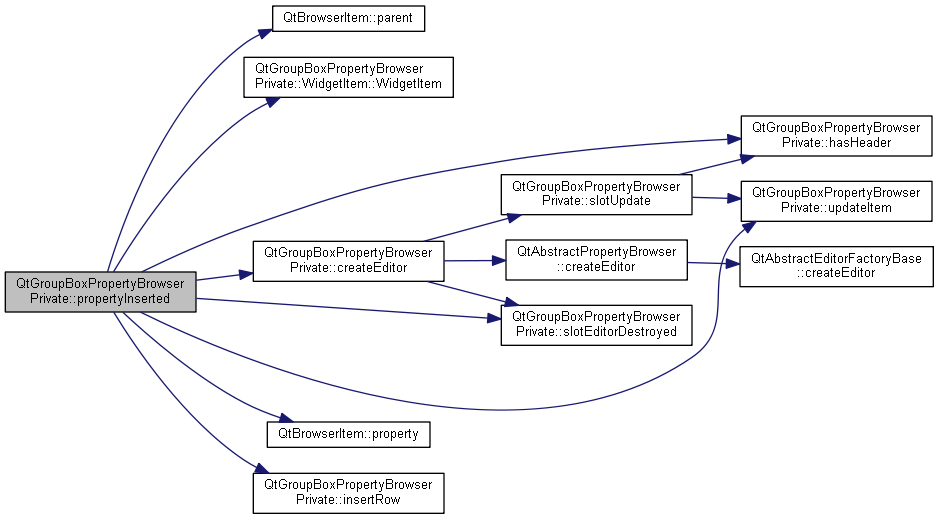 QtBrowserItem::parent
QtGroupBoxPropertyBrowser
Private::WidgetItem::WidgetItem
QtGroupBoxPropertyBrowser
Private::hasHeader
QtGroupBoxPropertyBrowser
Private::slotUpdate
QtGroupBoxPropertyBrowser
Private::updateItem
QtGroupBoxPropertyBrowser
Private::createEditor
QtAbstractPropertyBrowser
::createEditor
QtAbstractEditorFactoryBase
::createEditor
QtGroupBoxPropertyBrowser
Private::propertyInserted
QtGroupBoxPropertyBrowser
Private::slotEditorDestroyed
QtBrowserItem::property
QtGroupBoxPropertyBrowser
Private::insertRow